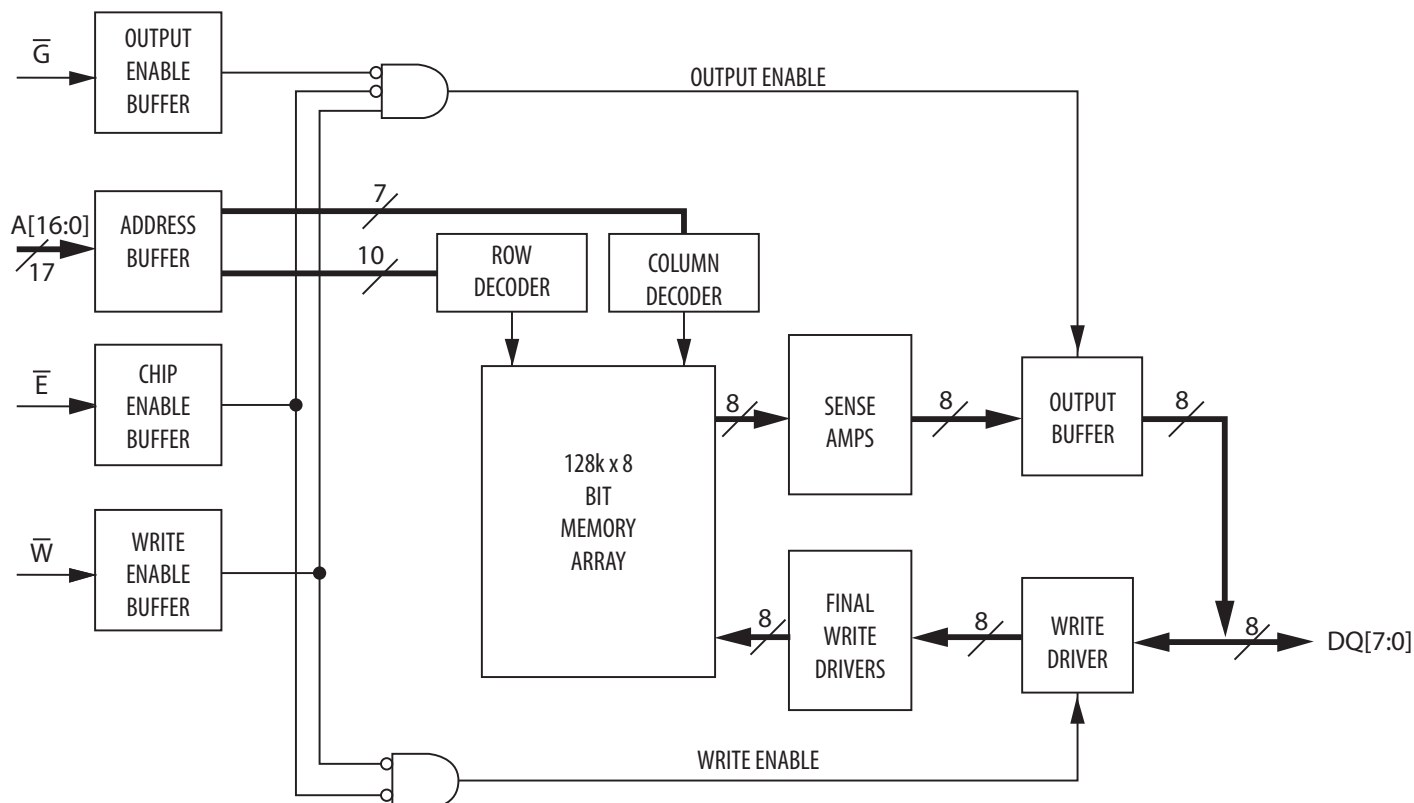 G̅
OUTPUT
ENABLE
BUFFER
OUTPUT ENABLE
A[16:0]
17
ADDRESS
BUFFER
7
10
ROW
DECODER
COLUMN
DECODER
E̅
CHIP
ENABLE
BUFFER
128k x 8
BIT
MEMORY
ARRAY
8
SENSE
AMPS
8
OUTPUT
BUFFER
8
W̅
WRITE
ENABLE
BUFFER
8
FINAL
WRITE
DRIVERS
8
WRITE
DRIVER
8
DQ[7:0]
WRITE ENABLE